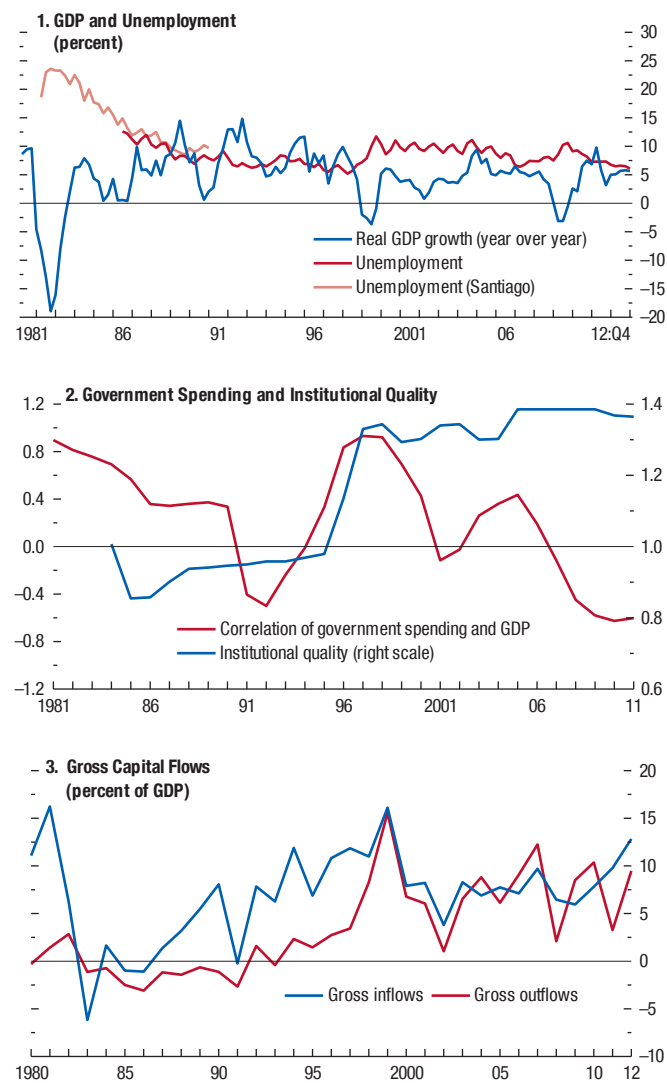 1. GDP and Unemployment
(percent)
30
25
20
15
10
5
0
–5
–10
–15
–20
Real GDP growth (year over year)
Unemployment
Unemployment (Santiago)
1981 86 91 96 2001 06 12:Q4
2. Government Spending and Institutional Quality
1.2 1.4
0.8 1.2
0.4
0.0 1.0
–0.4
–0.8 0.8
–1.2 0.6
Correlation of government spending and GDP
Institutional quality (right scale)
1981 86 91 96 2001 06 11
3. Gross Capital Flows
(percent of GDP)
20
15
10
5
0
–5
–10
Gross inflows Gross outflows
1980 85 90 95 2000 05 10 12